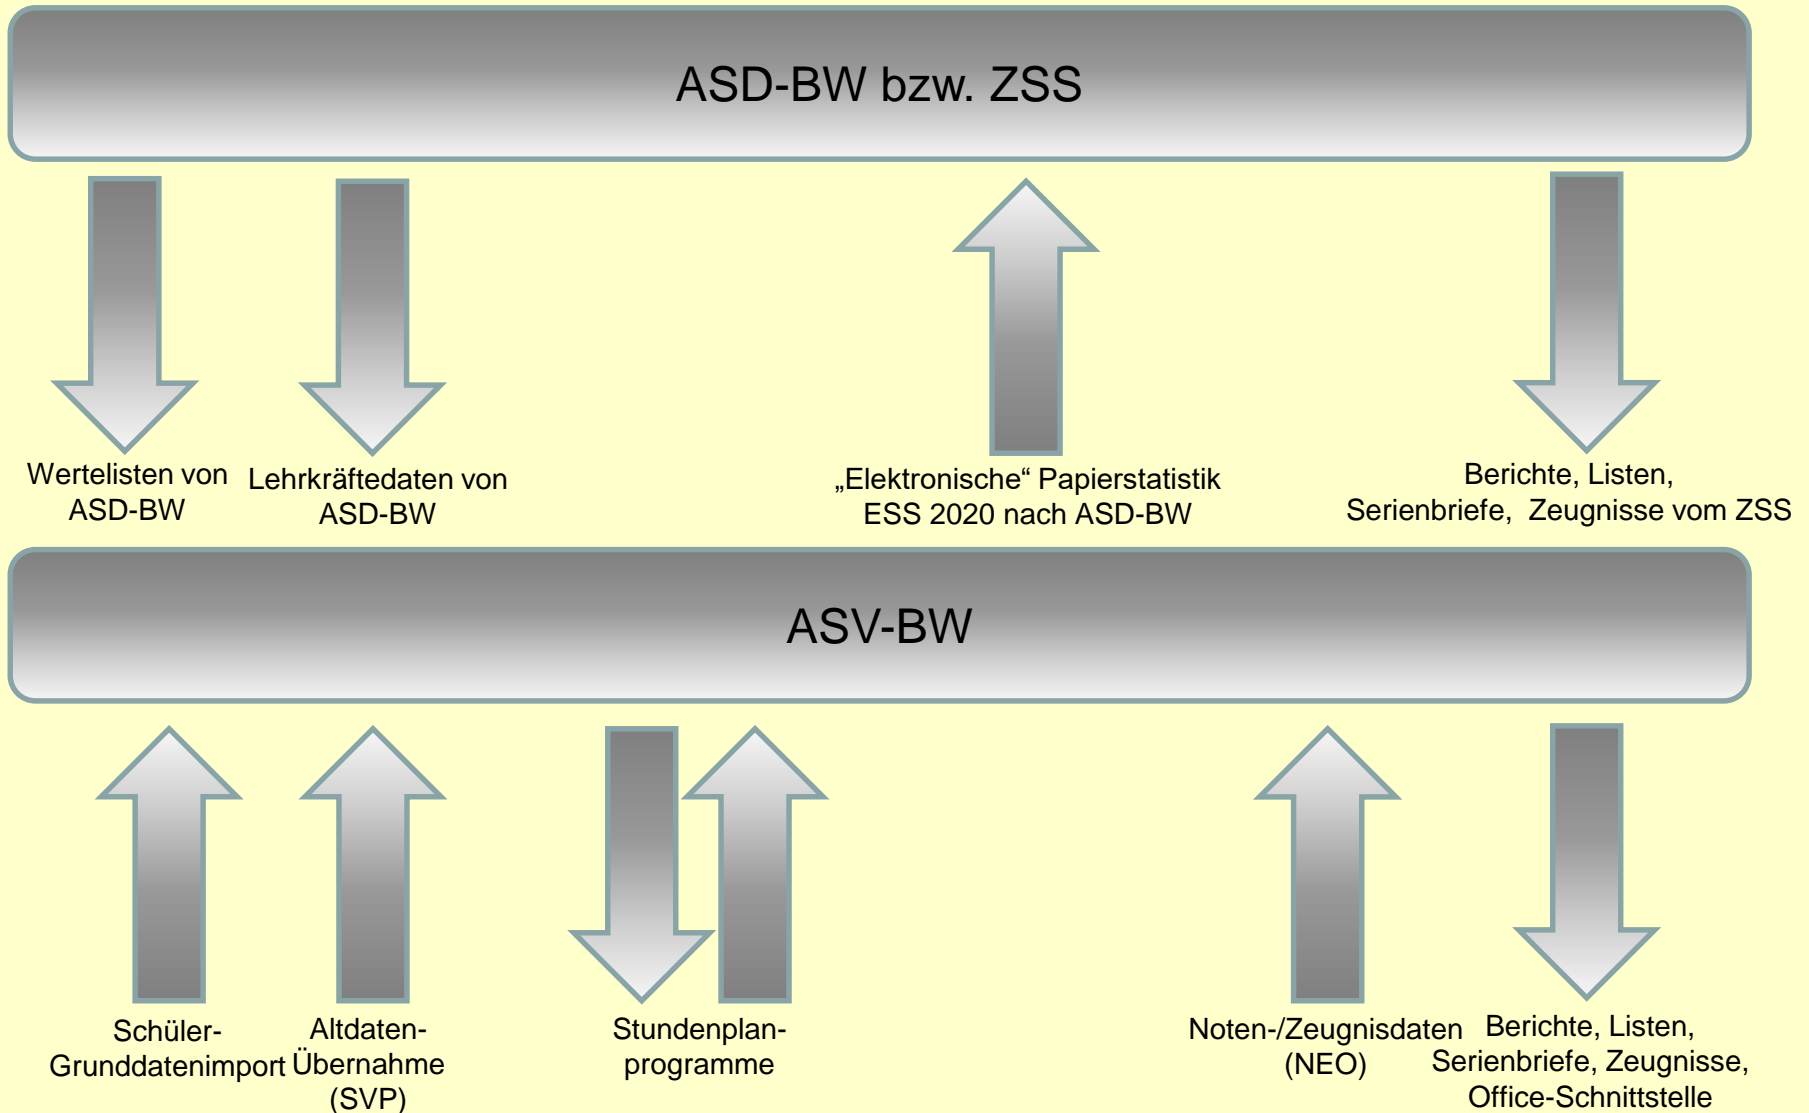 ASD-BW bzw. ZSS
Wertelisten von
ASD-BW
Lehrkräftedaten von
ASD-BW
„Elektronische“ Papierstatistik
ESS 2020 nach ASD-BW
Berichte, Listen,
Serienbriefe, Zeugnisse vom ZSS
ASV-BW
Schüler-
Grunddatenimport
Altdaten-
Übernahme
(SVP)
Stundenplan-
programme
Noten-/Zeugnisdaten
(NEO)
Berichte, Listen,
Serienbriefe, Zeugnisse,
Office-Schnittstelle